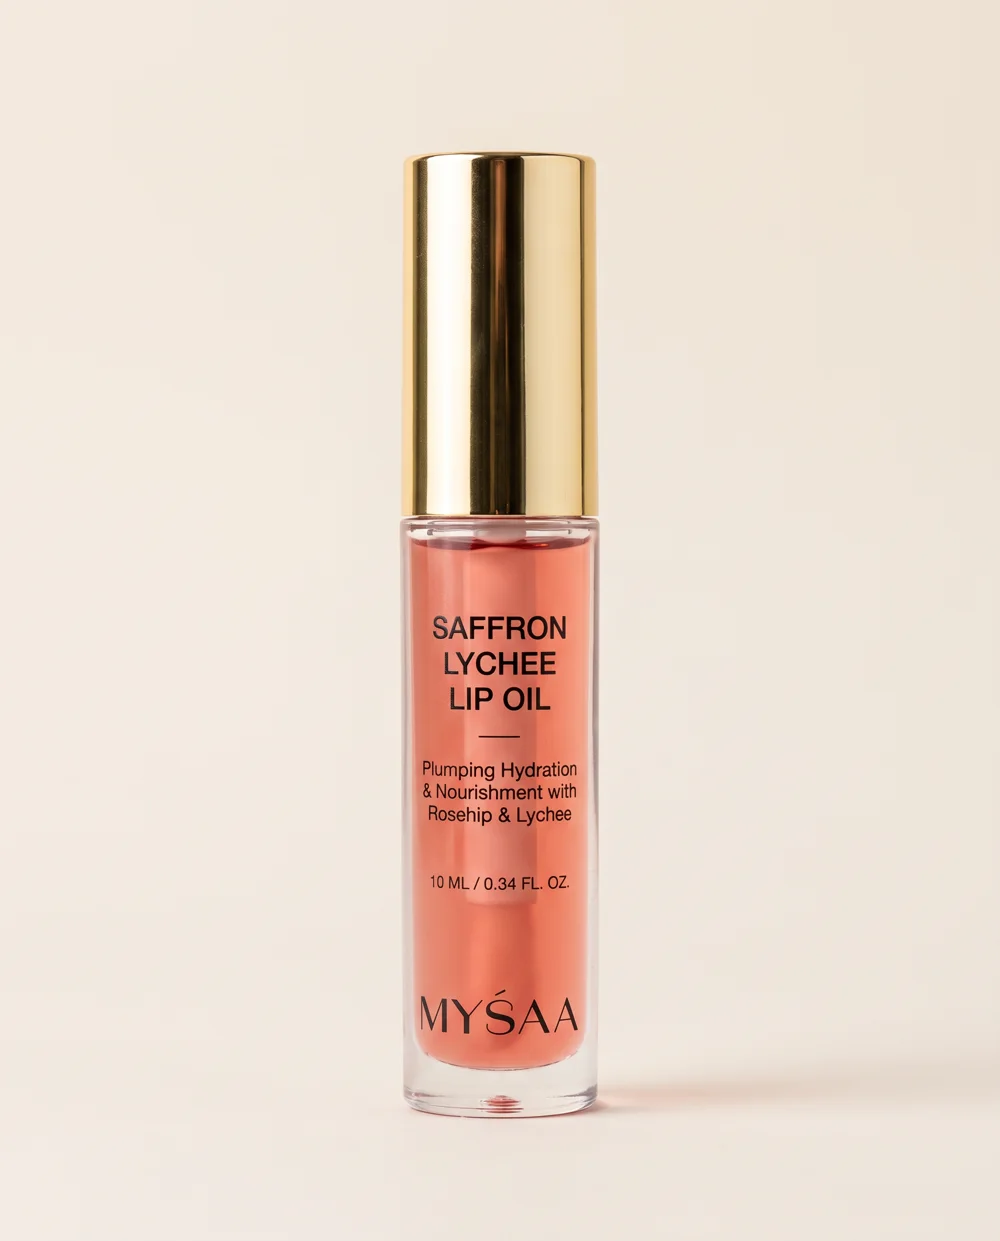 SAFFRON
LYCHEE
LIP OIL
Plumping Hydration
& Nourishment with
Rosehip & Lychee
10 ML / 0.34 FL. OZ.
MYŚAA